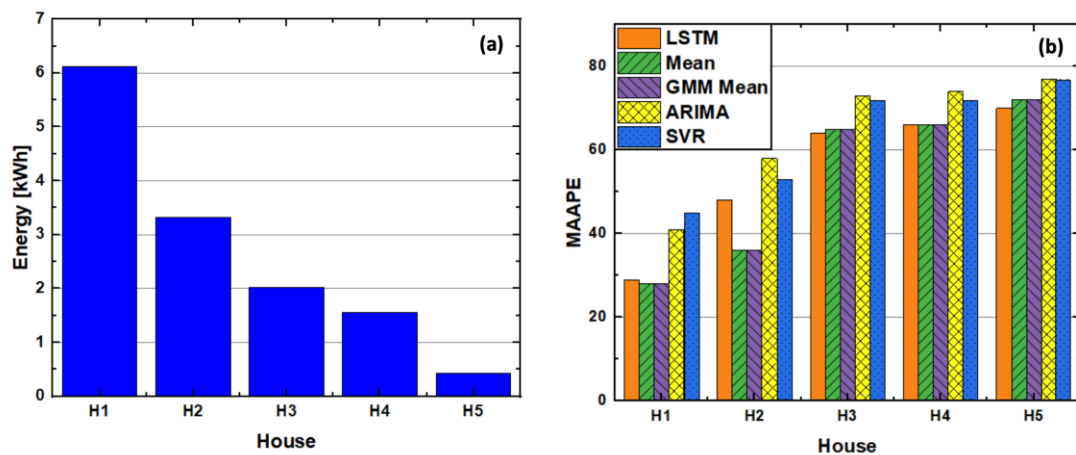 (a)
Energy [kWh]
7
6
5
4
3
2
1
0
H1 H2 H3 H4 H5
House
(b)
LSTM
Mean
GMM Mean
ARIMA
SVR
MAAPE
80
60
40
20
0
H1 H2 H3 H4 H5
House